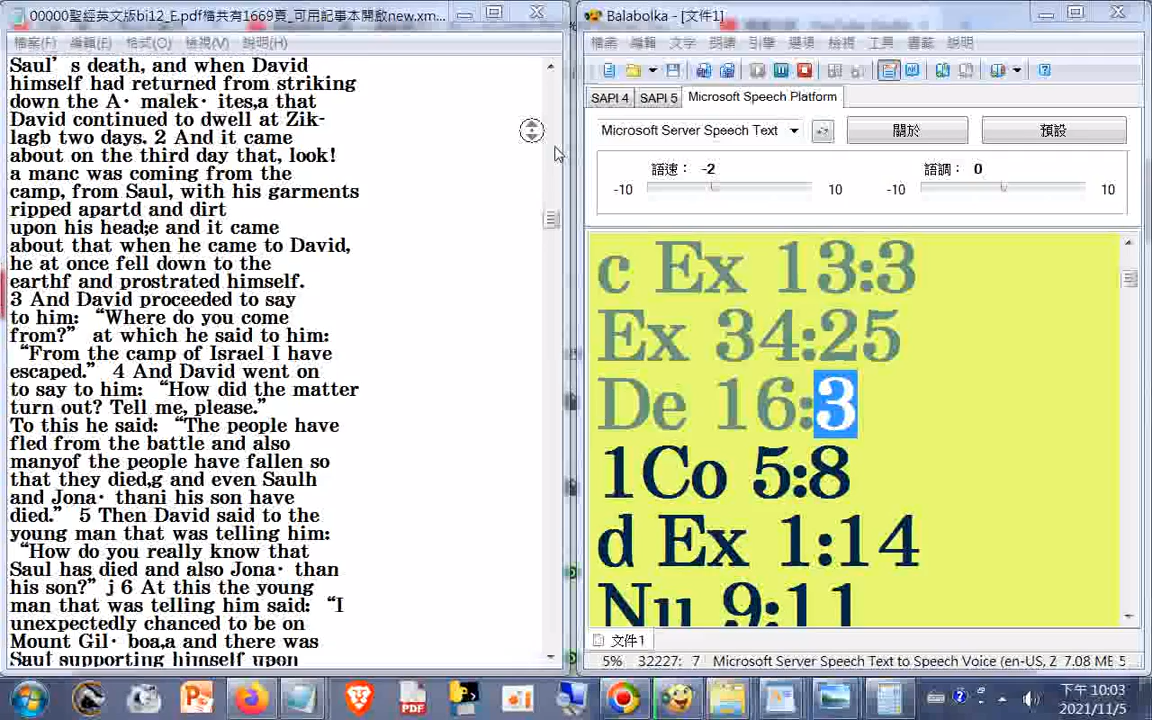 00000聖經英文版bi12_E.pdf檔共有1669頁_可用記事本開啟new.xm...
檔案(F) 編輯(E) 格式(O) 檢視(V) 說明(H)
Saul’s death, and when David
himself had returned from striking
down the A·malek·ites,a that
David continued to dwell at Zik-
lagb two days. 2 And it came
about on the third day that, look!
a manc was coming from the
camp, from Saul, with his garments
ripped apartd and dirt
upon his head;e and it came
about that when he came to David,
he at once fell down to the
earthf and prostrated himself.
3 And David proceeded to say
to him: “Where do you come
from?” at which he said to him:
“From the camp of Israel I have
escaped.” 4 And David went on
to say to him: “How did the matter
turn out? Tell me, please.”
To this he said: “The people have
fled from the battle and also
manyof the people have fallen so
that they died,g and even Saulh
and Jona·thani his son have
died.” 5 Then David said to the
young man that was telling him:
“How do you really know that
Saul has died and also Jona·than
his son?”j 6 At this the young
man that was telling him said: “I
unexpectedly chanced to be on
Mount Gil·boa,a and there was
Saul supporting himself upon
Balabolka - [文件1]
檔案 編輯 文字 朗讀 引擎 選項 檢視 工具 書籤 說明
SAPI 4 SAPI 5 Microsoft Speech Platform
Microsoft Server Speech Text 關於 預設
語速： -2 語調： 0
-10 10 -10 10
c Ex 13:3
Ex 34:25
De 16:3
1Co 5:8
d Ex 1:14
Nu 9:11
文件1
5% 32227: 7 Microsoft Server Speech Text to Speech Voice (en-US, Z 7.08 MB 5
下午 10:03
2021/11/5